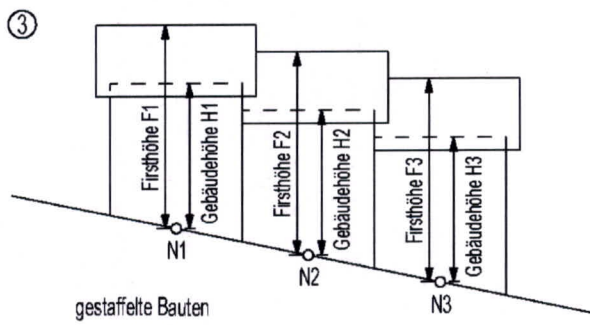 3
Firsthöhe F1
Gebäudehöhe H1
Firsthöhe F2
Gebäudehöhe H2
Firsthöhe F3
Gebäudehöhe H3
N1
N2
N3
gestaffelte Bauten